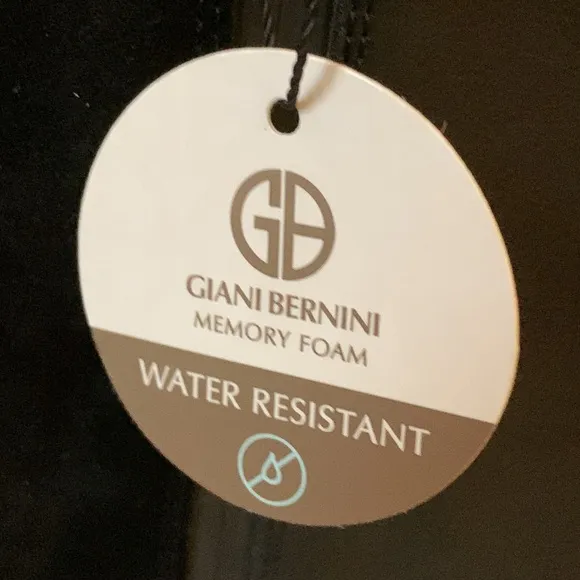 GB
GIANI BERNINI
MEMORY FOAM
WATER RESISTANT